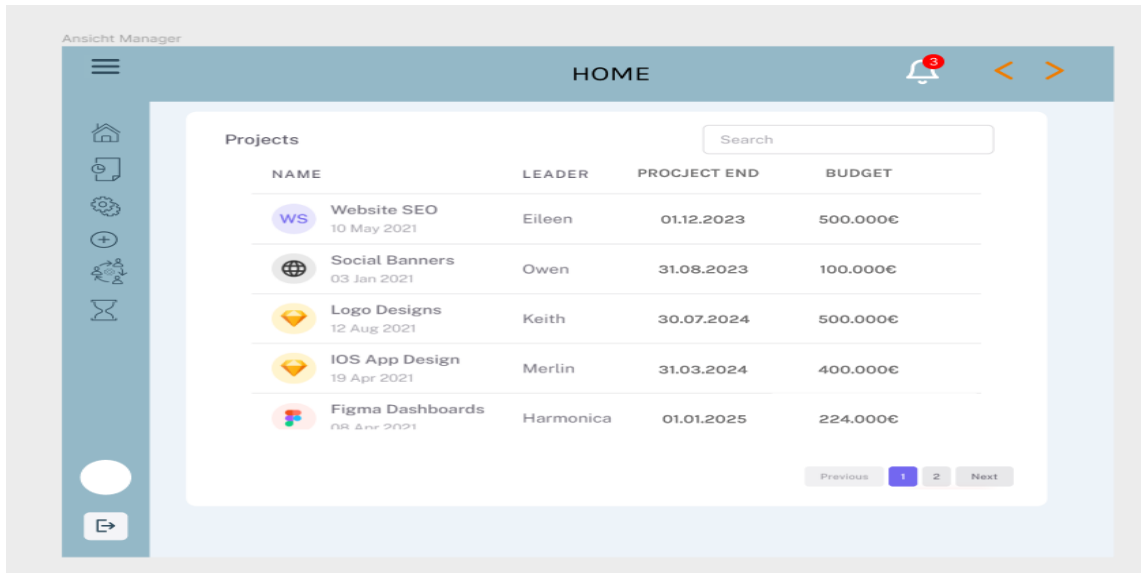 Ansicht Manager
HOME
3
< >
Projects
Search
NAME LEADER PROCJECT END BUDGET
WS Website SEO Eileen 01.12.2023 500.000€
10 May 2021
Social Banners Owen 31.08.2023 100.000€
03 Jan 2021
Logo Designs Keith 30.07.2024 500.000€
12 Aug 2021
IOS App Design Merlin 31.03.2024 400.000€
19 Apr 2021
Figma Dashboards Harmonica 01.01.2025 224.000€
08 Apr 2021
Previous 1 2 Next